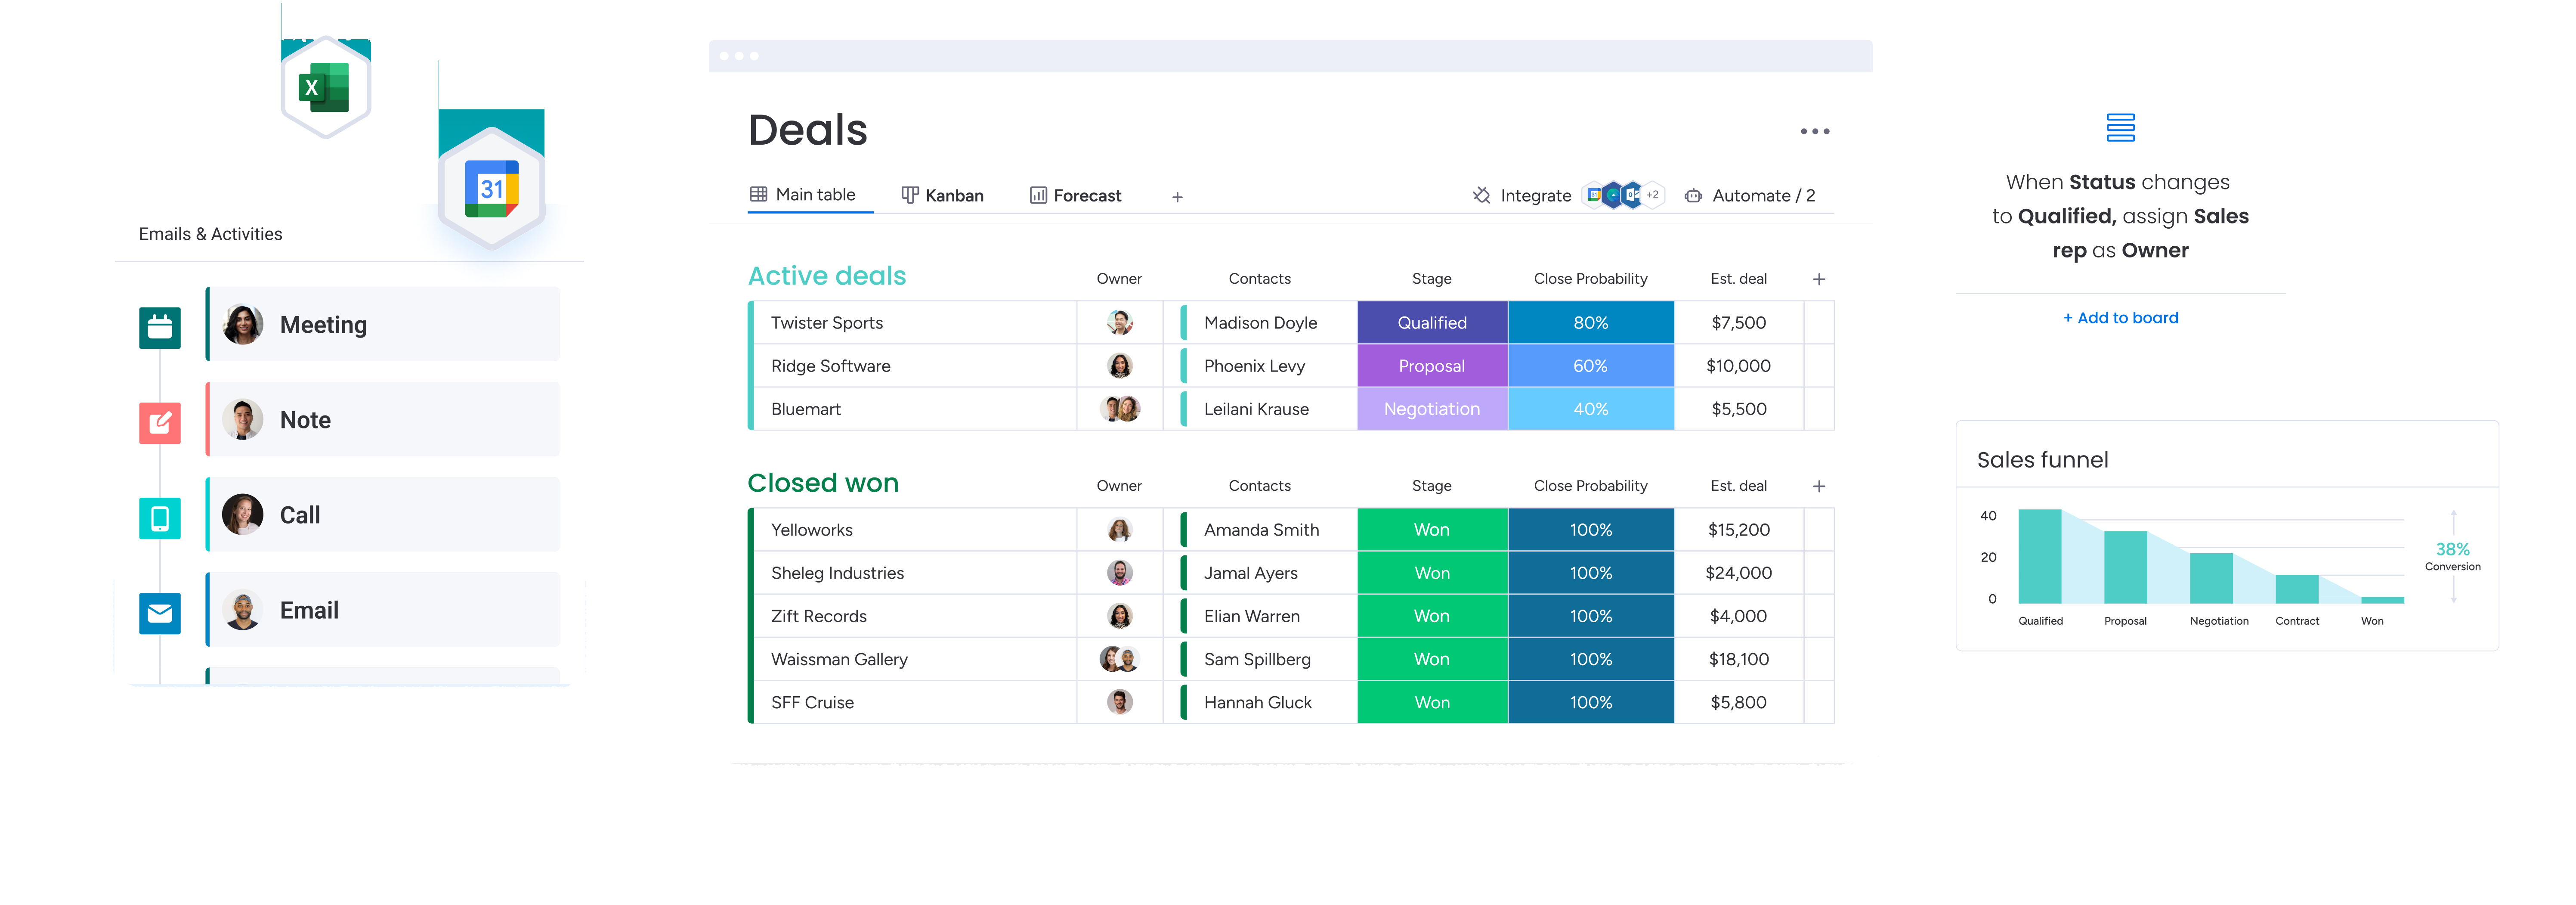 X
31
Emails & Activities
Meeting
Note
Call
Email
Deals
Main table
Kanban
Forecast
+
Integrate
31
+2
Automate / 2
Active deals Owner Contacts Stage Close Probability Est. deal +
Twister Sports Madison Doyle Qualified 80% $7,500
Ridge Software Phoenix Levy Proposal 60% $10,000
Bluemart Leilani Krause Negotiation 40% $5,500
Closed won Owner Contacts Stage Close Probability Est. deal +
Yelloworks Amanda Smith Won 100% $15,200
Sheleg Industries Jamal Ayers Won 100% $24,000
Zift Records Elian Warren Won 100% $4,000
Waissman Gallery Sam Spillberg Won 100% $18,100
SFF Cruise Hannah Gluck Won 100% $5,800
When Status changes
to Qualified, assign Sales
rep as Owner
+ Add to board
Sales funnel
40
20
0
Qualified Proposal Negotiation Contract Won
38%
Conversion